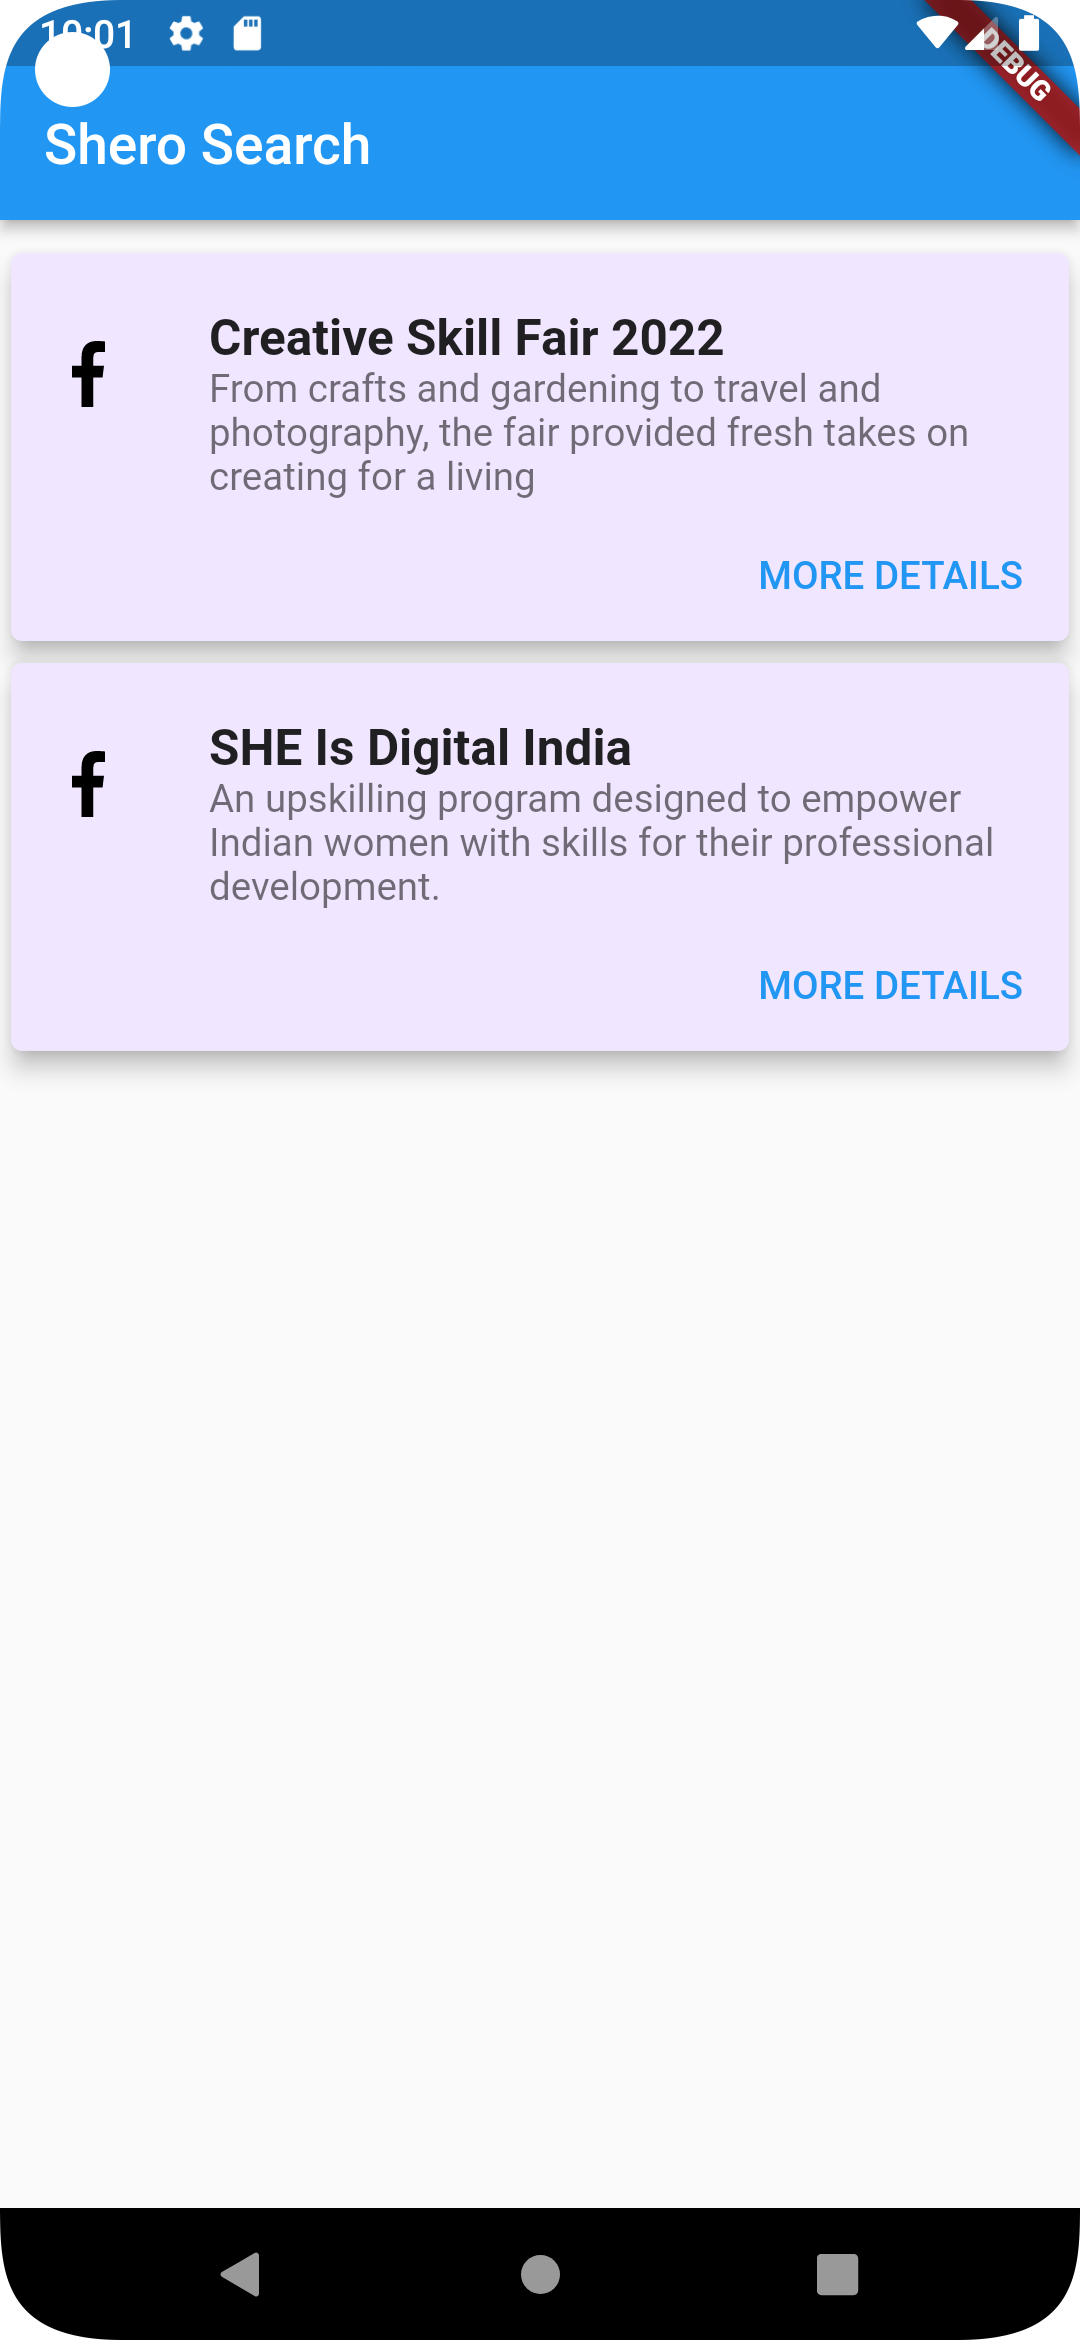 10:01
DEBUG
Shero Search
Creative Skill Fair 2022
From crafts and gardening to travel and
photography, the fair provided fresh takes on
creating for a living
MORE DETAILS
SHE Is Digital India
An upskilling program designed to empower
Indian women with skills for their professional
development.
MORE DETAILS